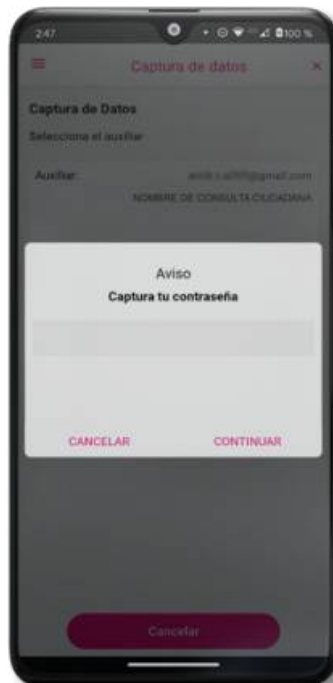 2:47
100 %
Captura de datos
Captura de Datos
Selecciona el auxiliar
Auxiliar:
NOMBRE DE CONSULTA CIUDADANA
Aviso
Captura tu contraseña
CANCELAR
CONTINUAR
Cancelar